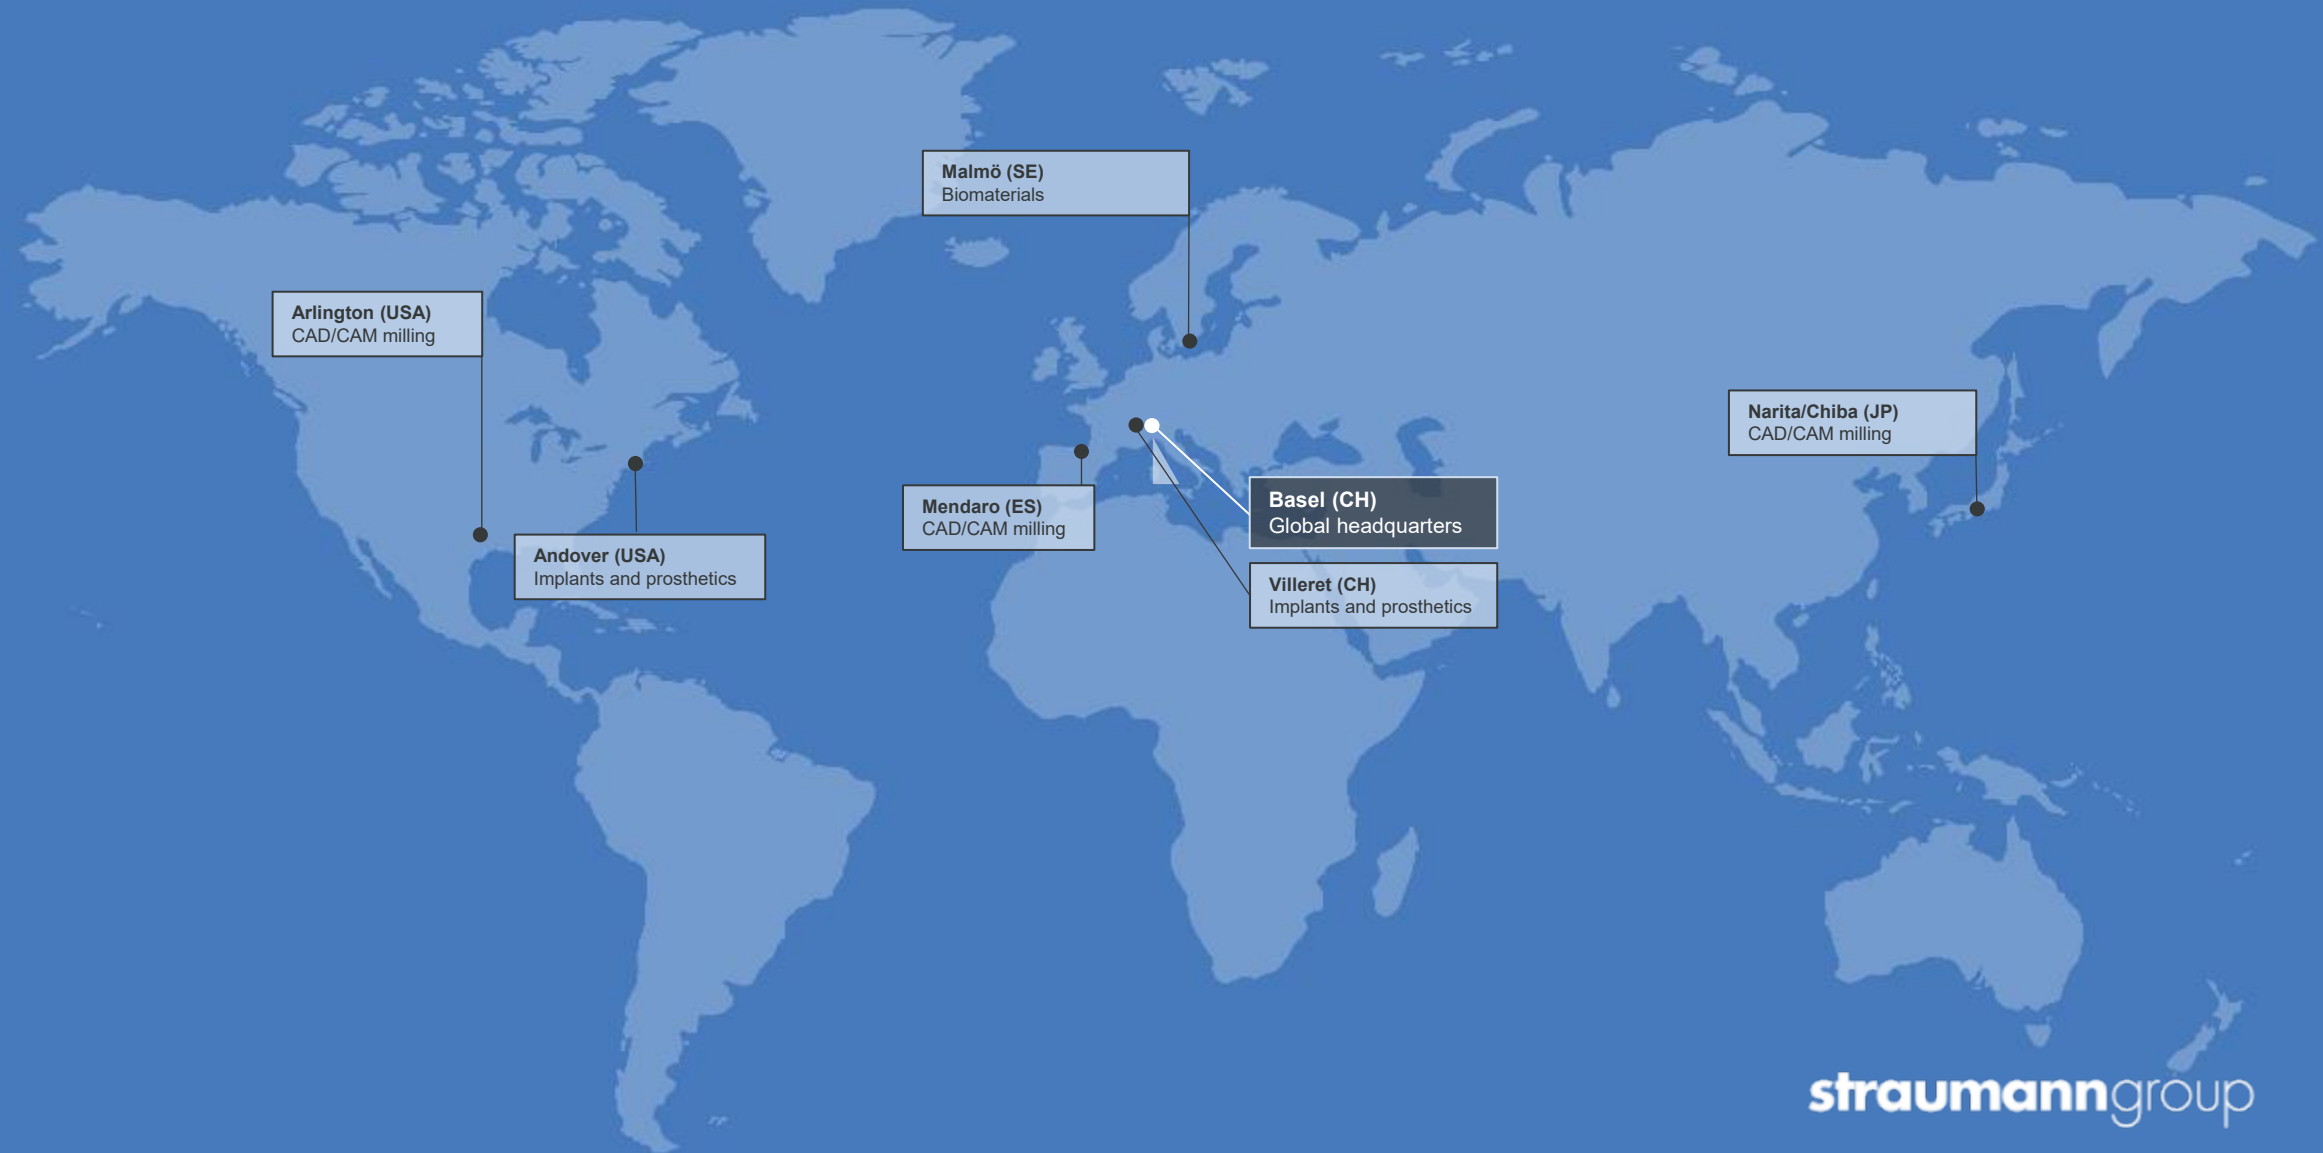 Malmö (SE)
Biomaterials
Arlington (USA)
CAD/CAM milling
Narita/Chiba (JP)
CAD/CAM milling
Mendaro (ES)
CAD/CAM milling
Basel (CH)
Global headquarters
Andover (USA)
Implants and prosthetics
Villeret (CH)
Implants and prosthetics
straumanngroup